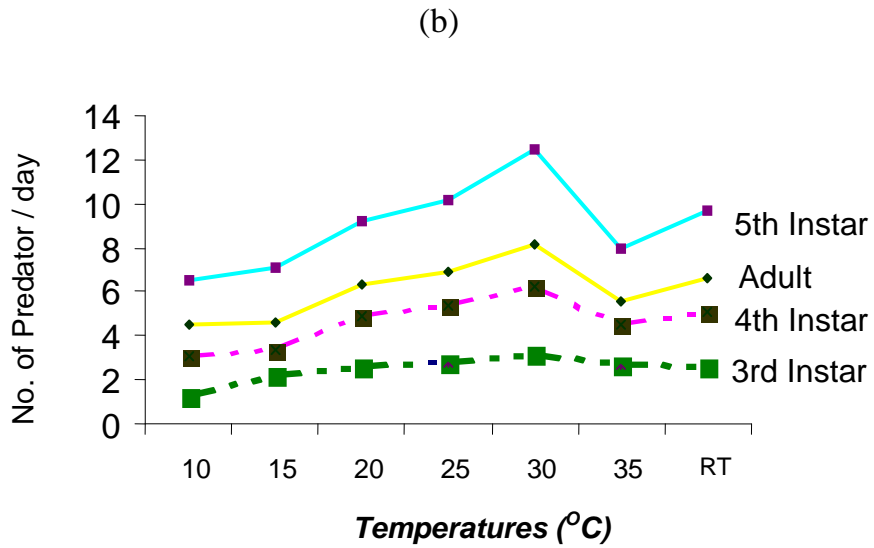 (b)
14
12
10
8
6
4
2
0
No. of Predator / day
5th Instar
Adult
4th Instar
3rd Instar
10 15 20 25 30 35 RT
Temperatures (°C)